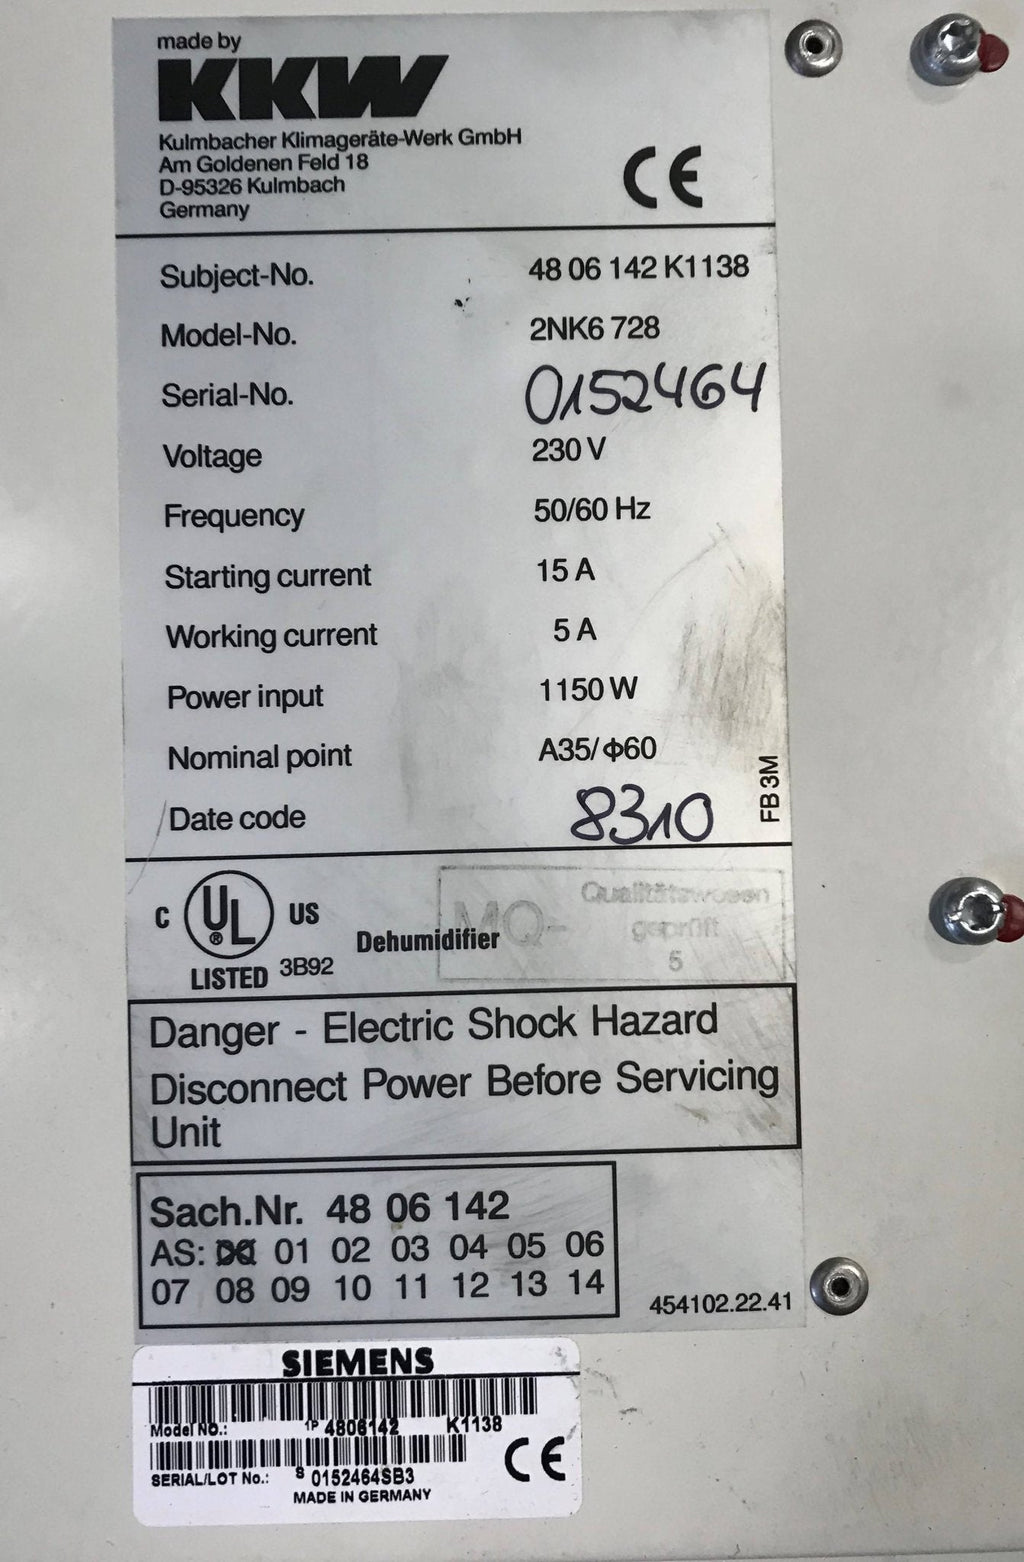 made by
KKW
Kulmbacher Klimageräte-Werk GmbH
Am Goldenen Feld 18
D-95326 Kulmbach
Germany
CE
Subject-No. 48 06 142 K1138
Model-No. 2NK6 728
Serial-No. 0152464
Voltage 230 V
Frequency 50/60 Hz
Starting current 15 A
Working current 5 A
Power input 1150 W
Nominal point A35/ϕ60
Date code 8310
FB 3M
C UL® US
LISTED 3B92
Dehumidifier
MQ-
Qualitätswesen
geprüft
5
Danger - Electric Shock Hazard
Disconnect Power Before Servicing
Unit
Sach.Nr. 48 06 142
AS: 00 01 02 03 04 05 06
07 08 09 10 11 12 13 14
454102.22.41
SIEMENS
Model NO.: 1P 4806142 K1138
SERIAL/LOT No.: S 0152464SB3
CE
MADE IN GERMANY